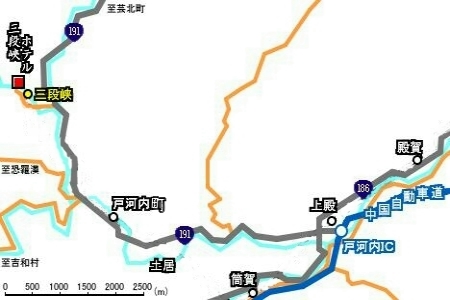 至芸北町
191
三段峡
ホテル
三段峡
殿賀
至恐羅漢
186
戸河内町
上殿
中国自動車道
191
戸河内IC
土居
至吉和村
筒賀
0 500 1000 1500 2000 2500 (m)